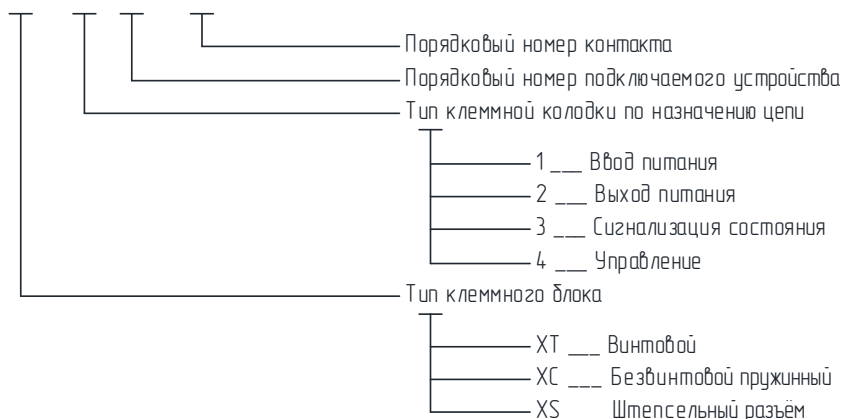 Порядковый номер контакта
Порядковый номер подключаемого устройства
Тип клеммной колодки по назначению цепи
1 ___ Ввод питания
2 ___ Выход питания
3 ___ Сигнализация состояния
4 ___ Управление
Тип клеммного блока
XT ___ Винтовой
XC ___ Безвинтовой пружинный
XS ___ Штепсельный разъём